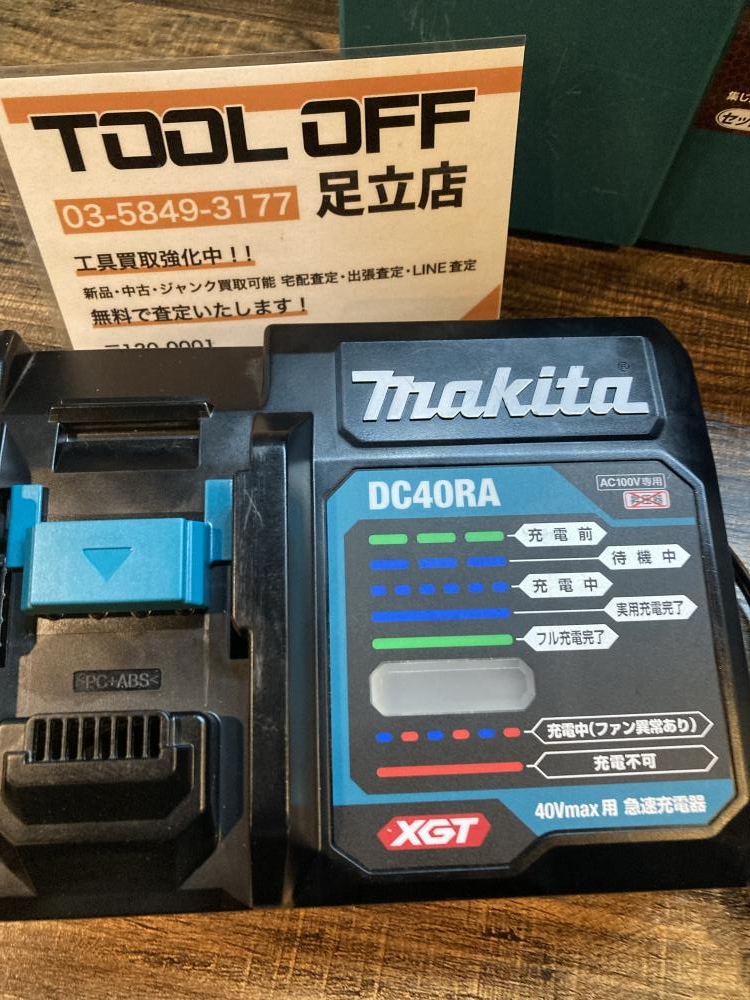 TOOL OFF
03-5849-3177 足立店
工具買取強化中!!
新品・中古・ジャンク買取可能 宅配査定・出張査定・LINE査定
無料で査定いたします!
集じ
セッ
makita®
DC40RA
AC100V専用
充電前
待機中
充電中
実用充電完了
フル充電完了
充電中(ファン異常あり)
充電不可
40Vmax用 急速充電器
XGT
>PC+ABS<